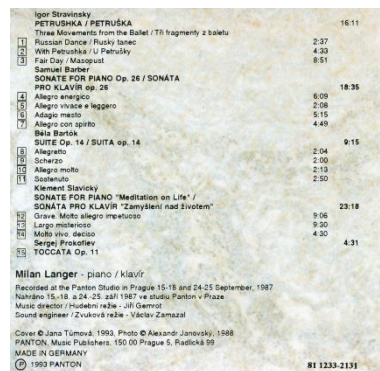 Igor Stravinsky
PETRUSHKA / PETRUŠKA 16:11
Three Movements from the Ballet / Tři fragmenty z baletu
1 Russian Dance / Ruský tanec 2:37
2 With Petrushka / U Petrušky 4:33
3 Fair Day / Masopust 8:51
Samuel Barber
SONATE FOR PIANO Op. 26 / SONÁTA
PRO KLAVÍR op. 26 18:35
4 Allegro energico 6:09
5 Allegro vivace e leggero 2:08
6 Adagio mesto 5:15
7 Allegro con spirito 4:49
Béla Bartók
SUITE Op. 14 / SUITA op. 14 9:15
8 Allegretto 2:04
9 Scherzo 2:00
10 Allegro molto 2:13
11 Sostenuto 2:50
Klement Slavický
SONATE FOR PIANO "Meditation on Life" /
SONÁTA PRO KLAVÍR "Zamyšlení nad životem" 23:18
12 Grave. Molto allegro impetuoso 9:06
13 Largo misterioso 9:30
14 Molto vivo, deciso 4:30
Sergej Prokofiev 4:31
15 TOCCATA Op. 11
Milan Langer - piano / klavír
Recorded at the Panton Studio in Prague 15-18 and 24-25 September, 1987
Nahráno 15.-18. a 24.-25. září 1987 ve studiu Panton v Praze
Music director / Hudební režie - Jiří Gemrot
Sound engineer / Zvuková režie - Václav Zamazal
Cover © Jana Tůmová, 1993, Photo © Alexandr Janovský, 1988
PANTON, Music Publishers, 150 00 Prague 5, Radlická 99
MADE IN GERMANY
Ⓟ 1993 PANTON 81 1233-2131